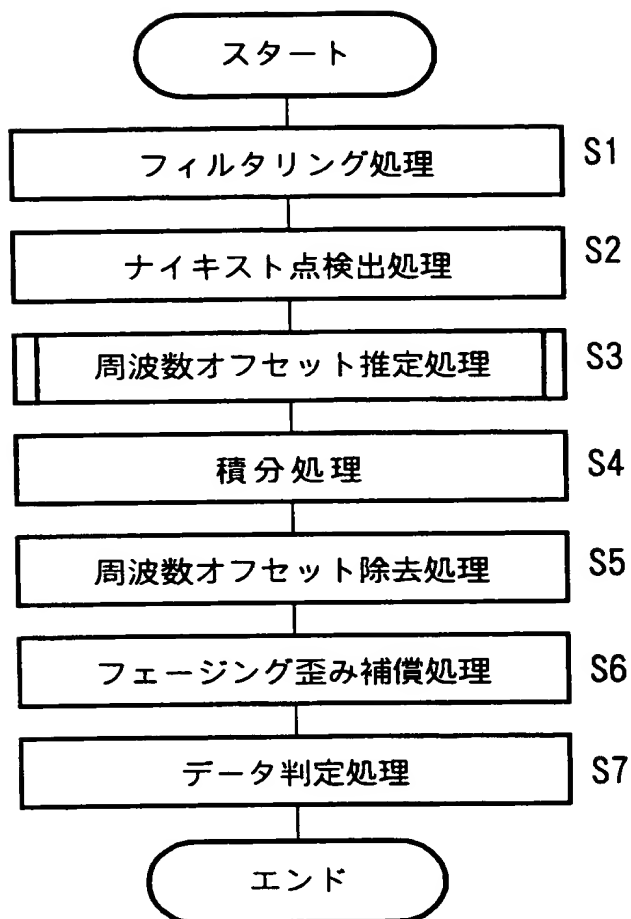 スタート
フィルタリング処理 S1
ナイキスト点検出処理 S2
周波数オフセット推定処理 S3
積分処理 S4
周波数オフセット除去処理 S5
フェージング歪み補償処理 S6
データ判定処理 S7
エンド